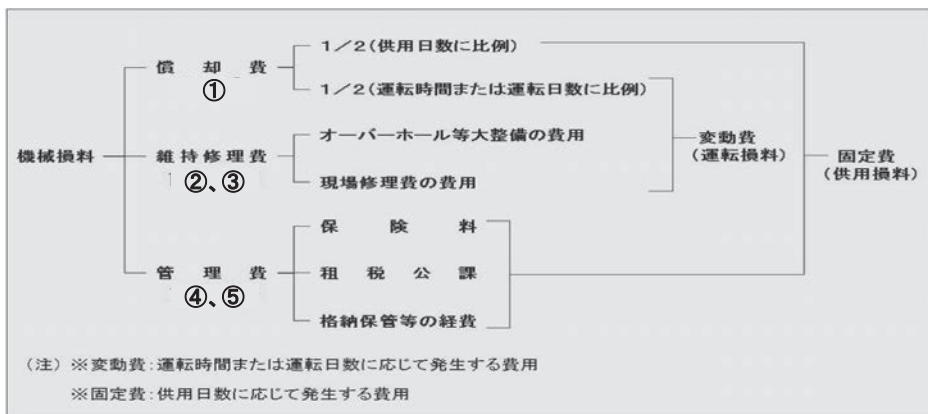 1／2(供用日数に比例)
償却費
①
1／2(運転時間または運転日数に比例)
オーバーホール等大整備の費用
変動費
(運転損料)
機械損料
維持修理費
②、③
固定費
(供用損料)
現場修理費の費用
保険料
管理費
④、⑤
租税公課
格納保管等の経費
(注) ※変動費:運転時間または運転日数に応じて発生する費用
※固定費:供用日数に応じて発生する費用